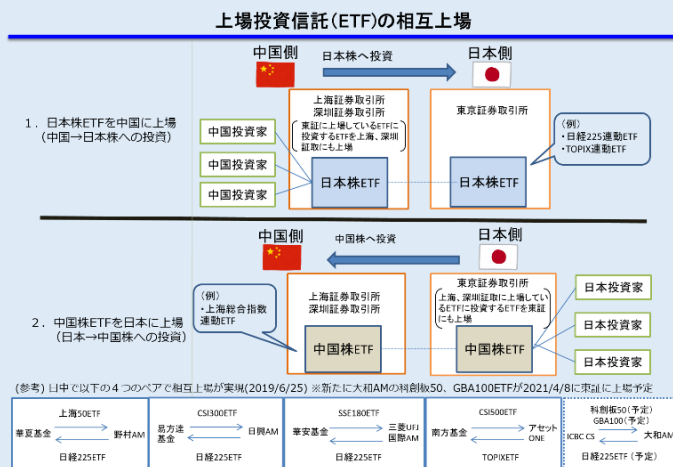 上場投資信託(ETF)の相互上場
中国側
日本株へ投資
日本側
1．日本株ETFを中国に上場
（中国→日本株への投資）
中国投資家
中国投資家
中国投資家
上海証券取引所
深圳証券取引所
東証に上場しているETFに
投資するETFを上海、深圳
証取にも上場
日本株ETF
東京証券取引所
日本株ETF
（例）
・日経225連動ETF
・TOPIX連動ETF
中国側
中国株へ投資
日本側
2．中国株ETFを日本に上場
（日本→中国株への投資）
（例）
・上海総合指数
連動ETF
上海証券取引所
深圳証券取引所
中国株ETF
東京証券取引所
上海、深圳証取に上場してい
るETFに投資するETFを東証
にも上場
中国株ETF
日本投資家
日本投資家
日本投資家
(参考) 日中で以下の４つのペアで相互上場が実現(2019/6/25) ※新たに大和AMの科創板50、GBA100ETFが2021/4/8に東証に上場予定
上海50ETF
華夏基金
野村AM
日経225ETF
CSI300ETF
易方達
基金
日興AM
日経225ETF
SSE180ETF
華安基金
三菱UFJ
国際AM
日経225ETF
CSI500ETF
南方基金
アセット
ONE
TOPIXETF
科創板50（予定）
GBA100（予定）
ICBC CS
大和AM
日経225ETF（予定）